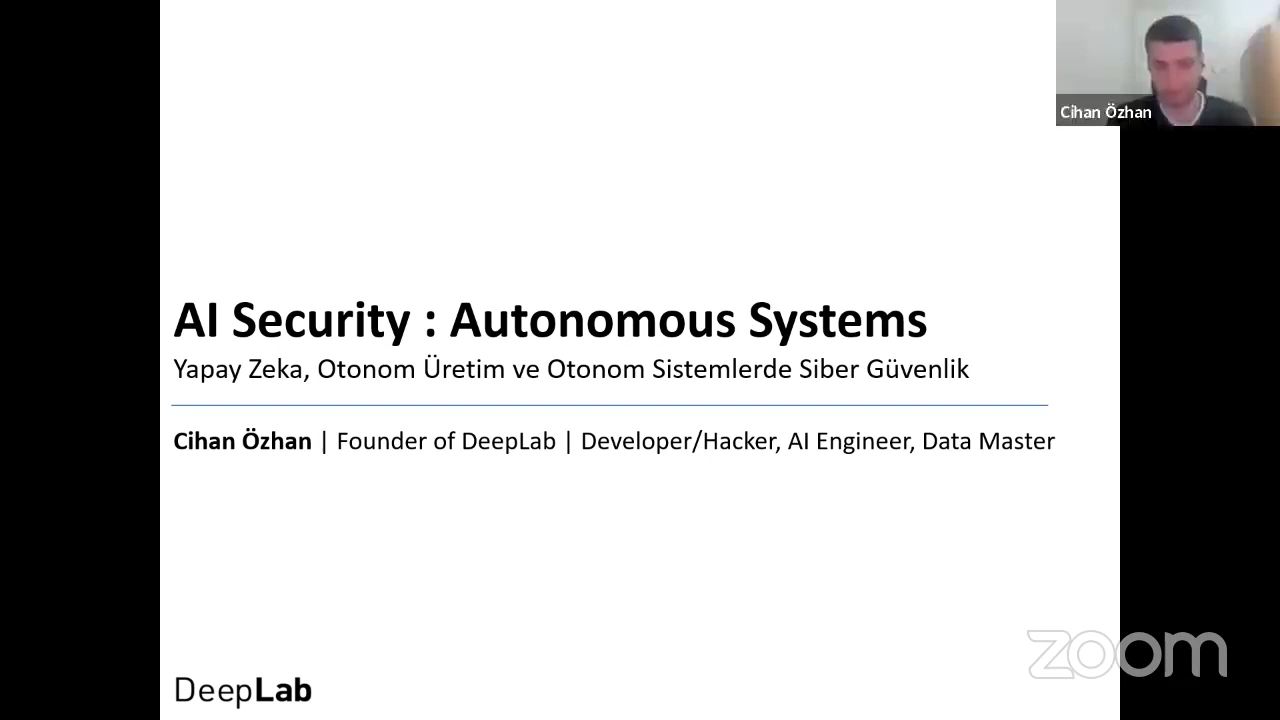 Cihan Özhan
AI Security : Autonomous Systems
Yapay Zeka, Otonom Üretim ve Otonom Sistemlerde Siber Güvenlik
Cihan Özhan | Founder of DeepLab | Developer/Hacker, AI Engineer, Data Master
zoom
DeepLab